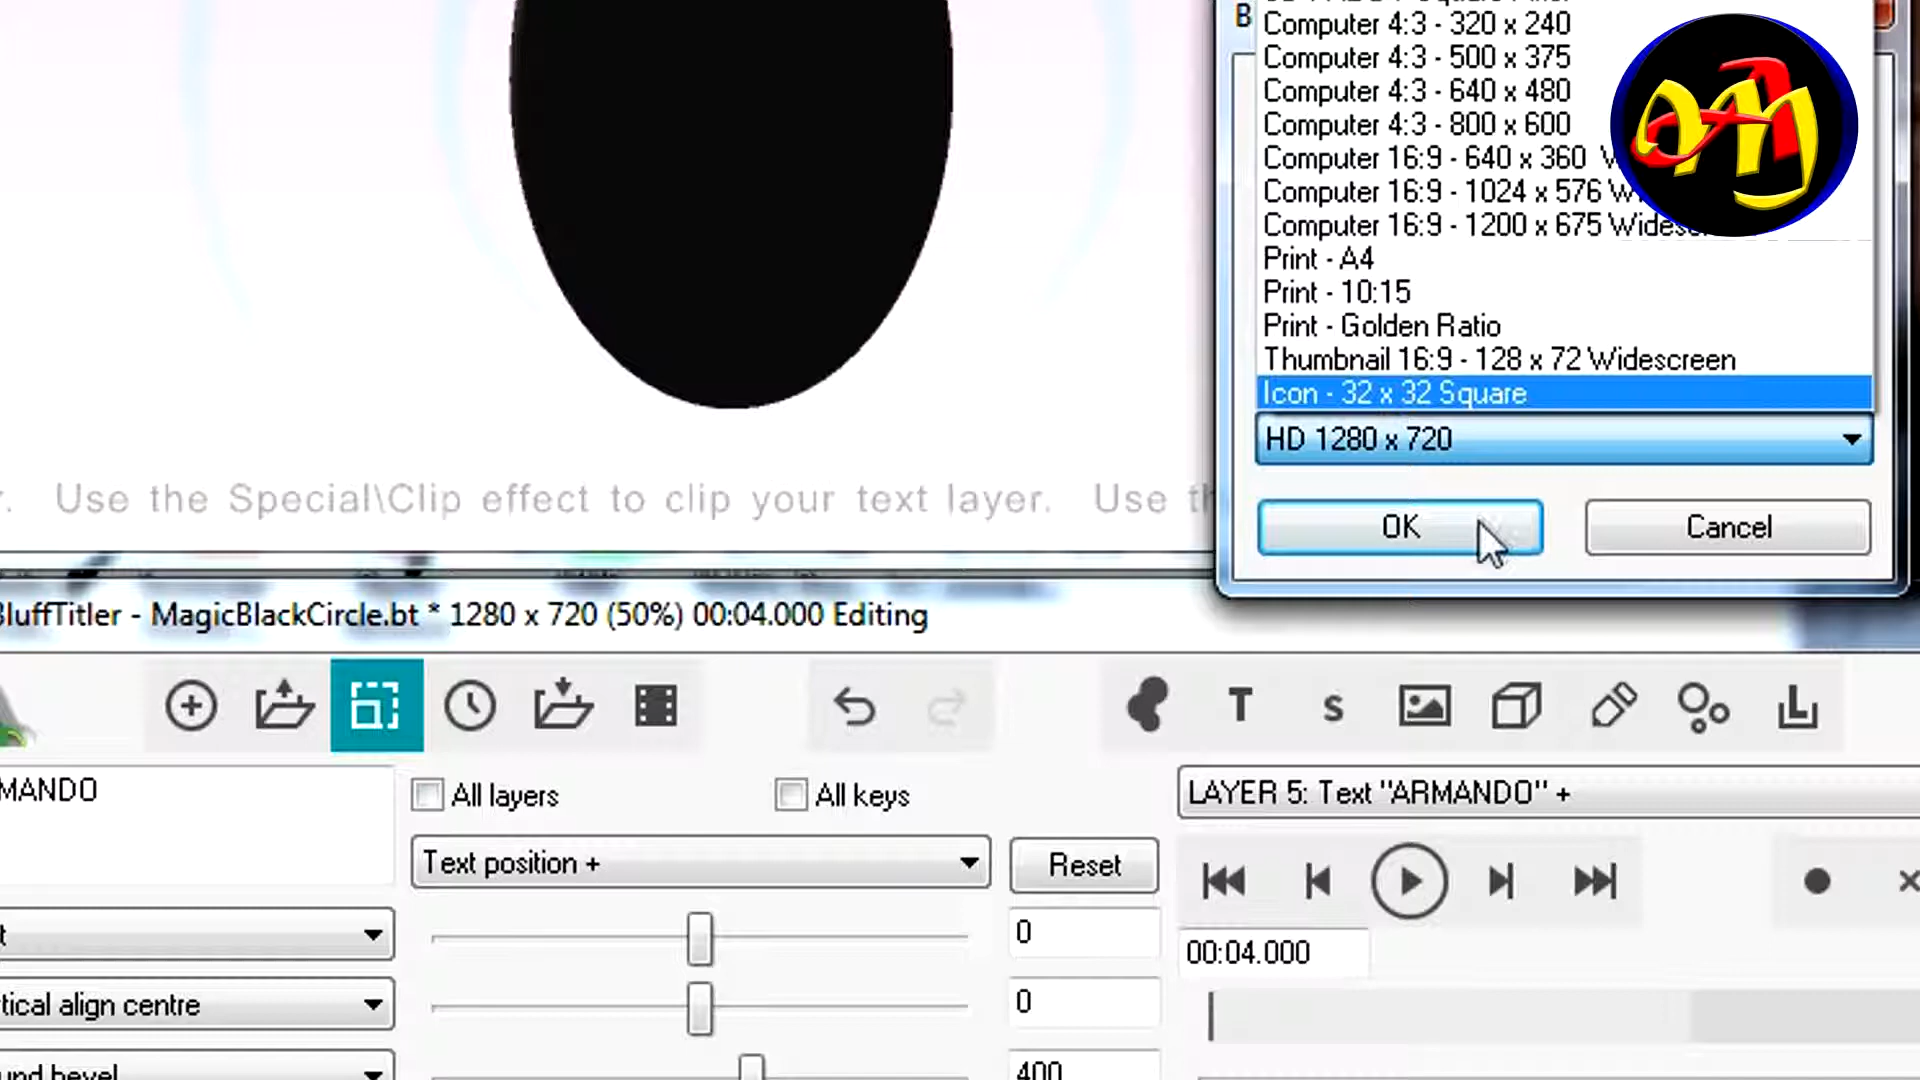 B
Computer 4:3 - 320 x 240
Computer 4:3 - 500 x 375
Computer 4:3 - 640 x 480
Computer 4:3 - 800 x 600
Computer 16:9 - 640 x 360 W
Computer 16:9 - 1024 x 576 Wi
Computer 16:9 - 1200 x 675 Widesc
Print - A4
Print - 10:15
Print - Golden Ratio
Thumbnail 16:9 - 128 x 72 Widescreen
Icon - 32 x 32 Square
HD 1280 x 720
OK
Cancel
r. Use the Special\Clip effect to clip your text layer. Use th
BluffTitler - MagicBlackCircle.bt * 1280 x 720 (50%) 00:04.000 Editing
T
S
MANDO
All layers
All keys
LAYER 5: Text "ARMANDO" +
Text position +
Reset
t
0
00:04.000
tical align centre
0
und bevel
400